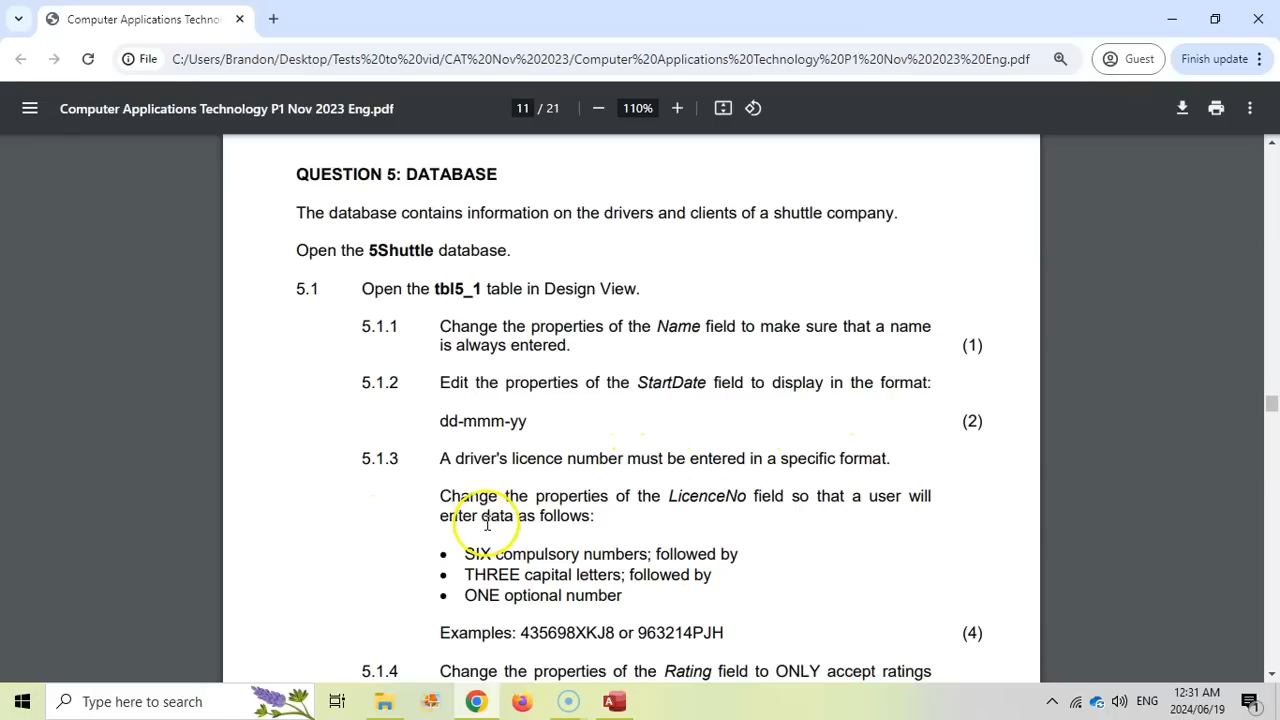 Computer Applications Techno
File
C:/Users/Brandon/Desktop/Tests%20to%20vid/CAT%20Nov%202023/Computer%20Applications%20Technology%20P1%20Nov%202023%20Eng.pdf
Guest
Finish update
Computer Applications Technology P1 Nov 2023 Eng.pdf
11 / 21
110%
QUESTION 5: DATABASE
The database contains information on the drivers and clients of a shuttle company.
Open the 5Shuttle database.
5.1 Open the tbl5_1 table in Design View.
5.1.1 Change the properties of the Name field to make sure that a name
is always entered. (1)
5.1.2 Edit the properties of the StartDate field to display in the format:
dd-mmm-yy (2)
5.1.3 A driver's licence number must be entered in a specific format.
Change the properties of the LicenceNo field so that a user will
enter data as follows:
• SIX compulsory numbers; followed by
• THREE capital letters; followed by
• ONE optional number
Examples: 435698XKJ8 or 963214PJH (4)
5.1.4 Change the properties of the Rating field to ONLY accept ratings
Type here to search
ENG
12:31 AM
2024/06/19